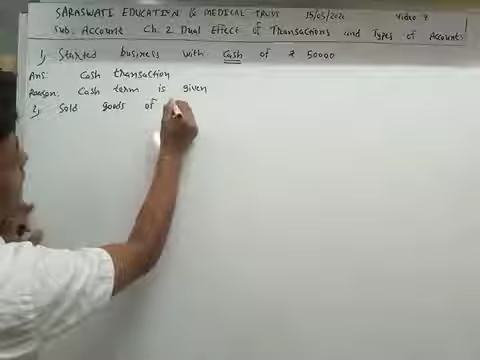 SARASWATI EDUCATION & MEDICAL TRUST 15/05/2020 Video 7
Sub. Account Ch. 2 Dual Effect of Transactions and Types of Accounts
1) Started business with cash of ₹ 50000
Ans: Cash transaction
Reason: Cash term is given
2) Sold goods of